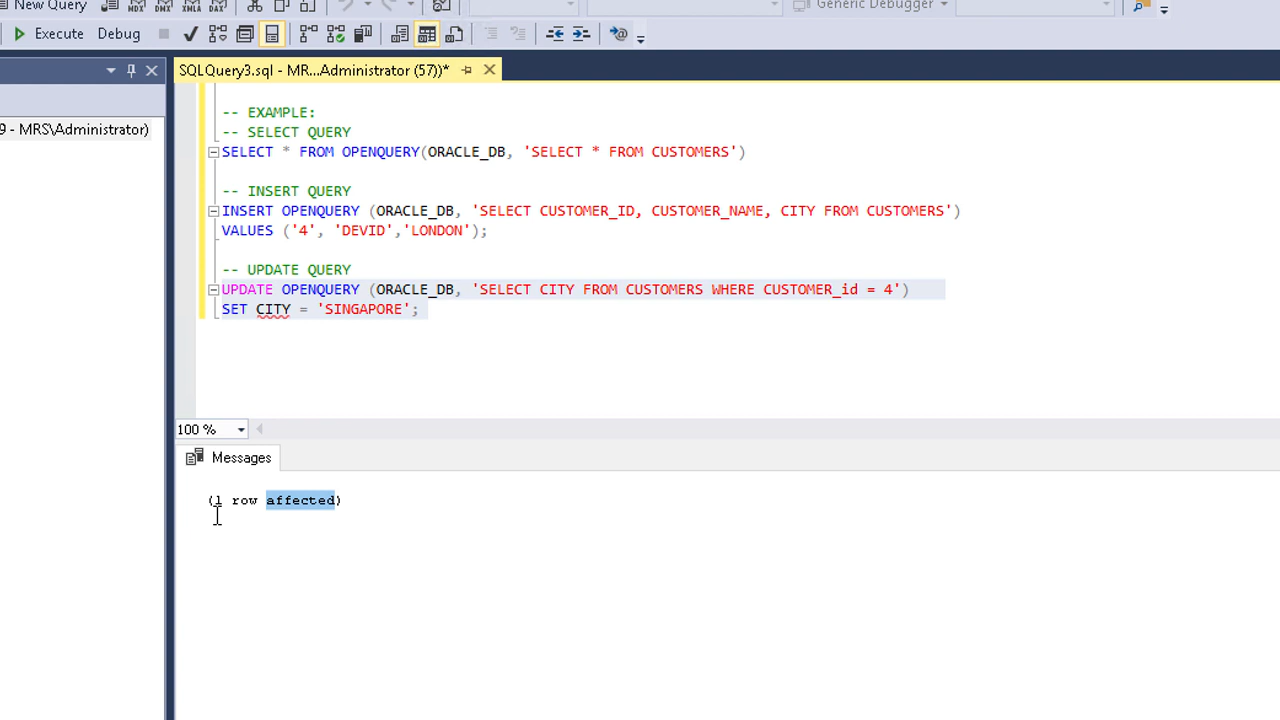 New Query
Generic Debugger
Execute Debug
SQLQuery3.sql - MR...Administrator (57))*
9 - MRS\Administrator)
-- EXAMPLE:
-- SELECT QUERY
SELECT * FROM OPENQUERY(ORACLE_DB, 'SELECT * FROM CUSTOMERS')
-- INSERT QUERY
INSERT OPENQUERY (ORACLE_DB, 'SELECT CUSTOMER_ID, CUSTOMER_NAME, CITY FROM CUSTOMERS')
VALUES ('4', 'DEVID','LONDON');
-- UPDATE QUERY
UPDATE OPENQUERY (ORACLE_DB, 'SELECT CITY FROM CUSTOMERS WHERE CUSTOMER_id = 4')
SET CITY = 'SINGAPORE';
100 %
Messages
(1 row affected)